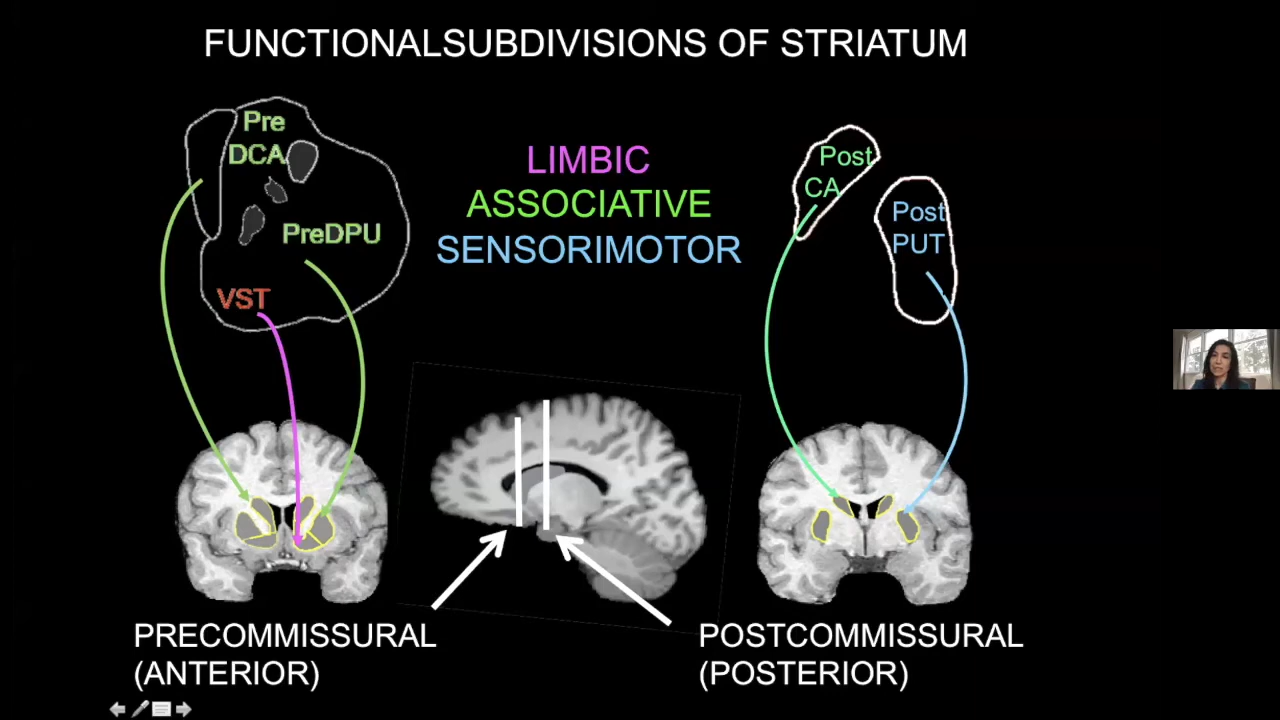 FUNCTIONALSUBDIVISIONS OF STRIATUM
Pre
DCA
PreDPU
VST
LIMBIC
ASSOCIATIVE
SENSORIMOTOR
Post
CA
Post
PUT
PRECOMMISSURAL
(ANTERIOR)
POSTCOMMISSURAL
(POSTERIOR)